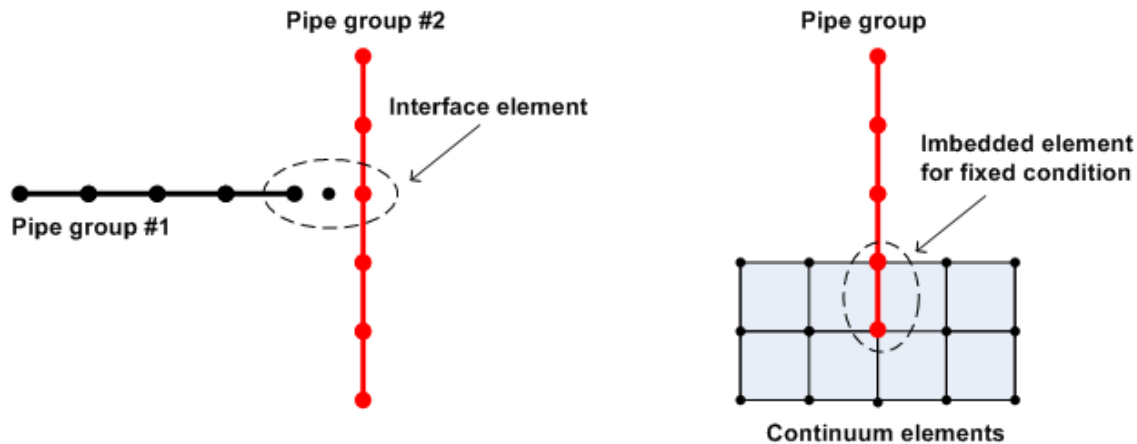 Pipe group #2
Interface element
Pipe group #1
Pipe group
Imbedded element
for fixed condition
Continuum elements